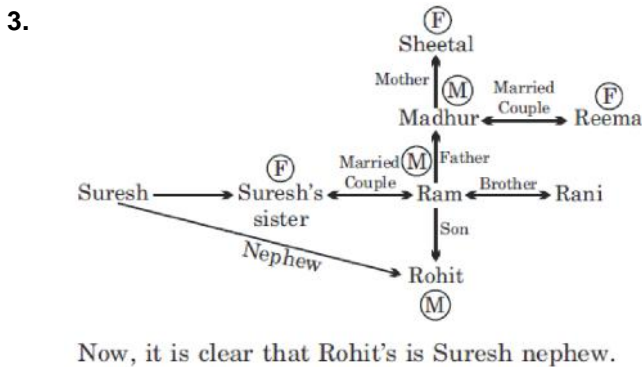 3.
F
Sheetal
Mother
M
Married
Couple
F
Madhur
Reema
F
Married
Couple
M
Father
Suresh
Suresh's
sister
Ram
Brother
Rani
Son
Nephew
Rohit
M
Now, it is clear that Rohit's is Suresh nephew.